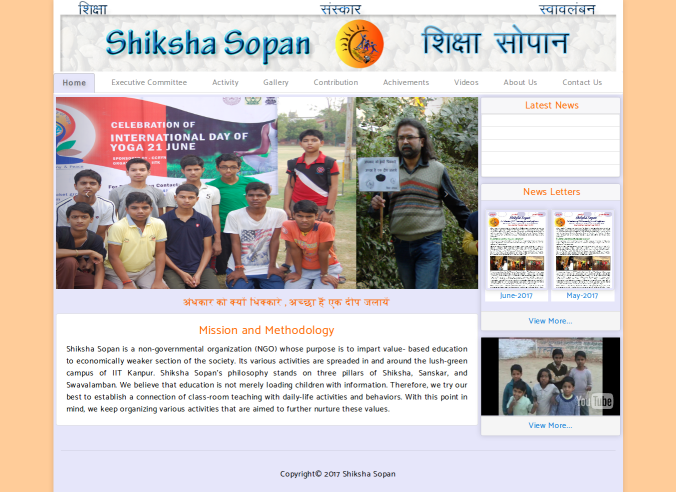 शिक्षा संस्कार स्वावलंबन
Shiksha Sopan शिक्षा सोपान
Home Executive Committee Activity Gallery Contribution Achivements Videos About Us Contact Us
CELEBRATION OF
INTERNATIONAL DAY OF
YOGA 21 JUNE
Latest News
News Letters
June-2017 May-2017
View More...
YouTube
View More...
अंधकार को क्यों धिक्कारे , अच्छा है एक दीप जलाये
Mission and Methodology
Shiksha Sopan is a non-governmental organization (NGO) whose purpose is to impart value- based education
to economically weaker section of the society. Its various activities are spreaded in and around the lush-green
campus of IIT Kanpur. Shiksha Sopan's philosophy stands on three pillars of Shiksha, Sanskar, and
Swavalamban. We believe that education is not merely loading children with information. Therefore, we try our
best to establish a connection of class-room teaching with daily-life activities and behaviors. With this point in
mind, we keep organizing various activities that are aimed to further nurture these values.
Copyright© 2017 Shiksha Sopan